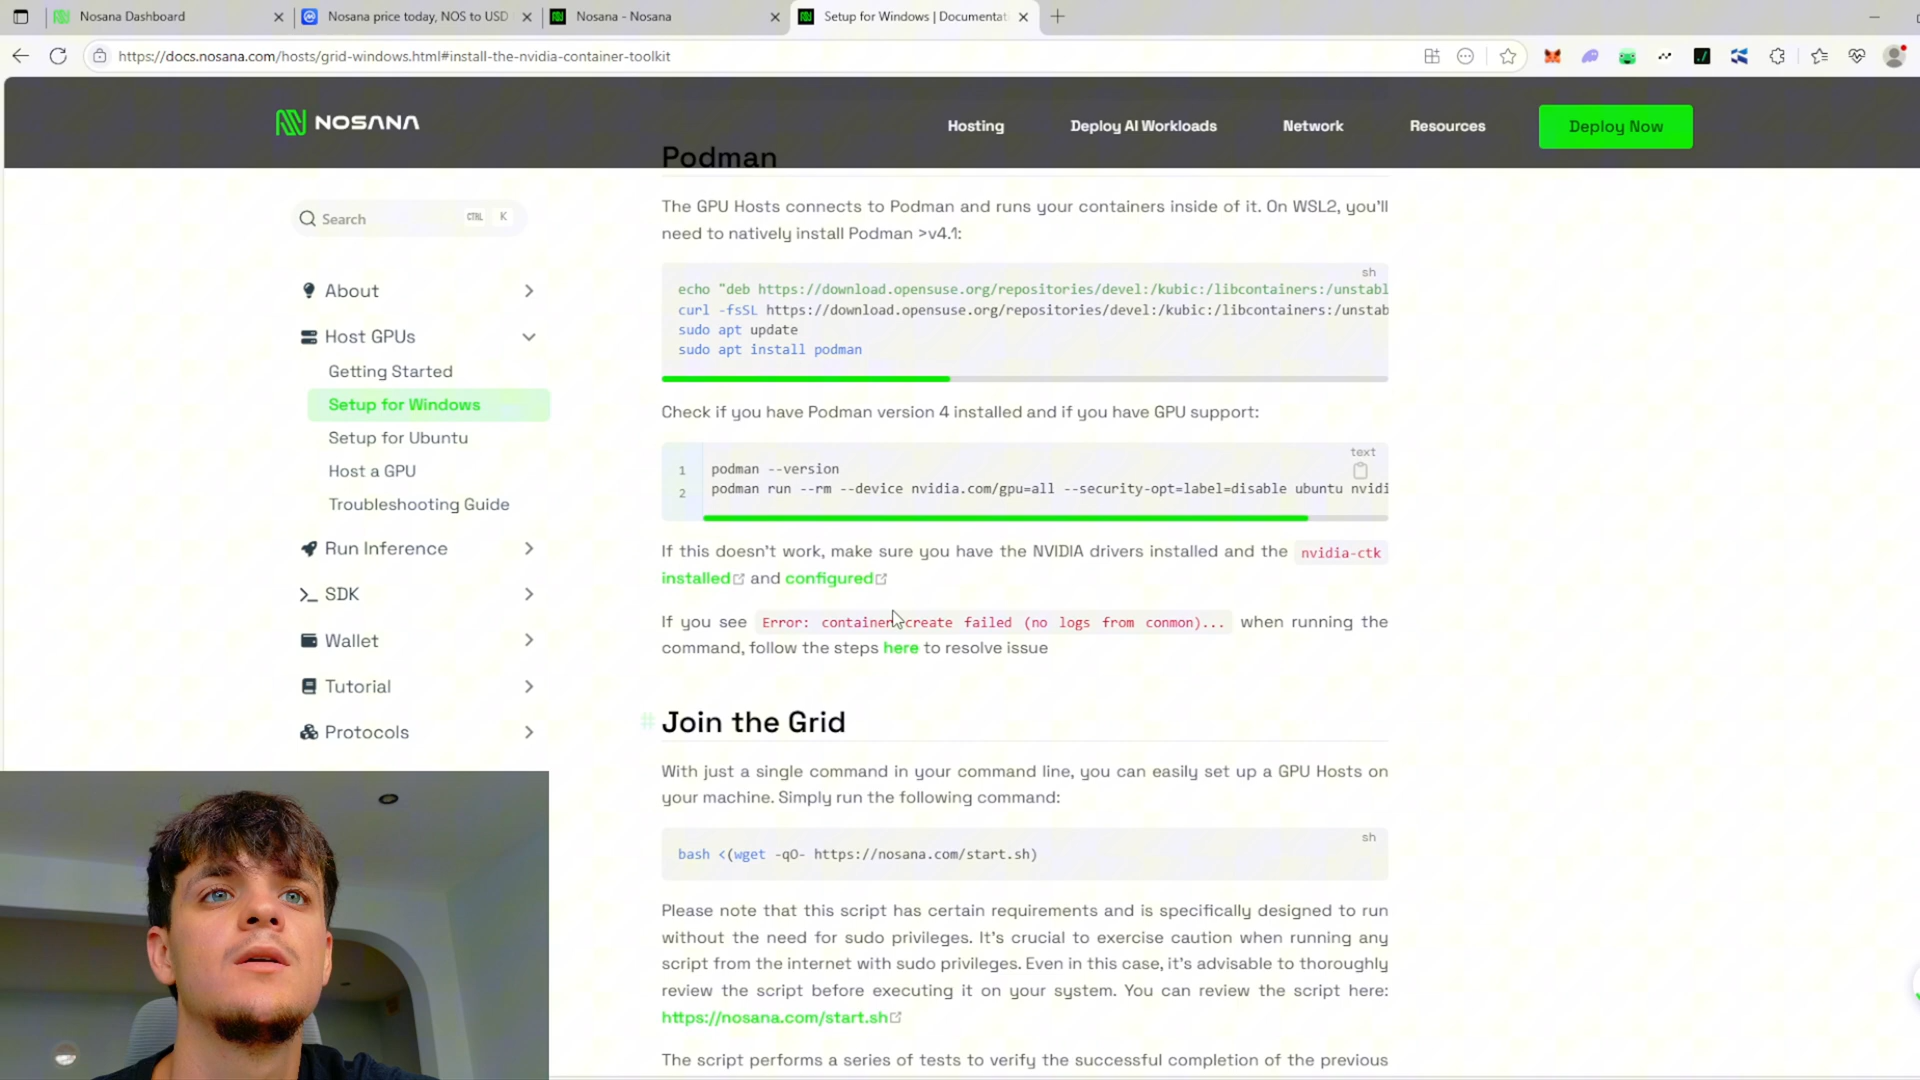 Nosana Dashboard
Nosana price today, NOS to USD
Nosana - Nosana
Setup for Windows | Documentat
https://docs.nosana.com/hosts/grid-windows.html#install-the-nvidia-container-toolkit
NOSANA
Hosting
Deploy AI Workloads
Network
Resources
Deploy Now
Search
CTRL K
About
Host GPUs
Getting Started
Setup for Windows
Setup for Ubuntu
Host a GPU
Troubleshooting Guide
Run Inference
SDK
Wallet
Tutorial
Protocols
Podman
The GPU Hosts connects to Podman and runs your containers inside of it. On WSL2, you'll
need to natively install Podman >v4.1:
sh
echo "deb https://download.opensuse.org/repositories/devel:/kubic:/libcontainers:/unstabl
curl -fsSL https://download.opensuse.org/repositories/devel:/kubic:/libcontainers:/unstab
sudo apt update
sudo apt install podman
Check if you have Podman version 4 installed and if you have GPU support:
text
1 podman --version
2 podman run --rm --device nvidia.com/gpu=all --security-opt=label=disable ubuntu nvidi
If this doesn't work, make sure you have the NVIDIA drivers installed and the nvidia-ctk
installed and configured
If you see Error: container create failed (no logs from conmon)... when running the
command, follow the steps here to resolve issue
# Join the Grid
With just a single command in your command line, you can easily set up a GPU Hosts on
your machine. Simply run the following command:
sh
bash <(wget -qO- https://nosana.com/start.sh)
Please note that this script has certain requirements and is specifically designed to run
without the need for sudo privileges. It's crucial to exercise caution when running any
script from the internet with sudo privileges. Even in this case, it's advisable to thoroughly
review the script before executing it on your system. You can review the script here:
https://nosana.com/start.sh
The script performs a series of tests to verify the successful completion of the previous